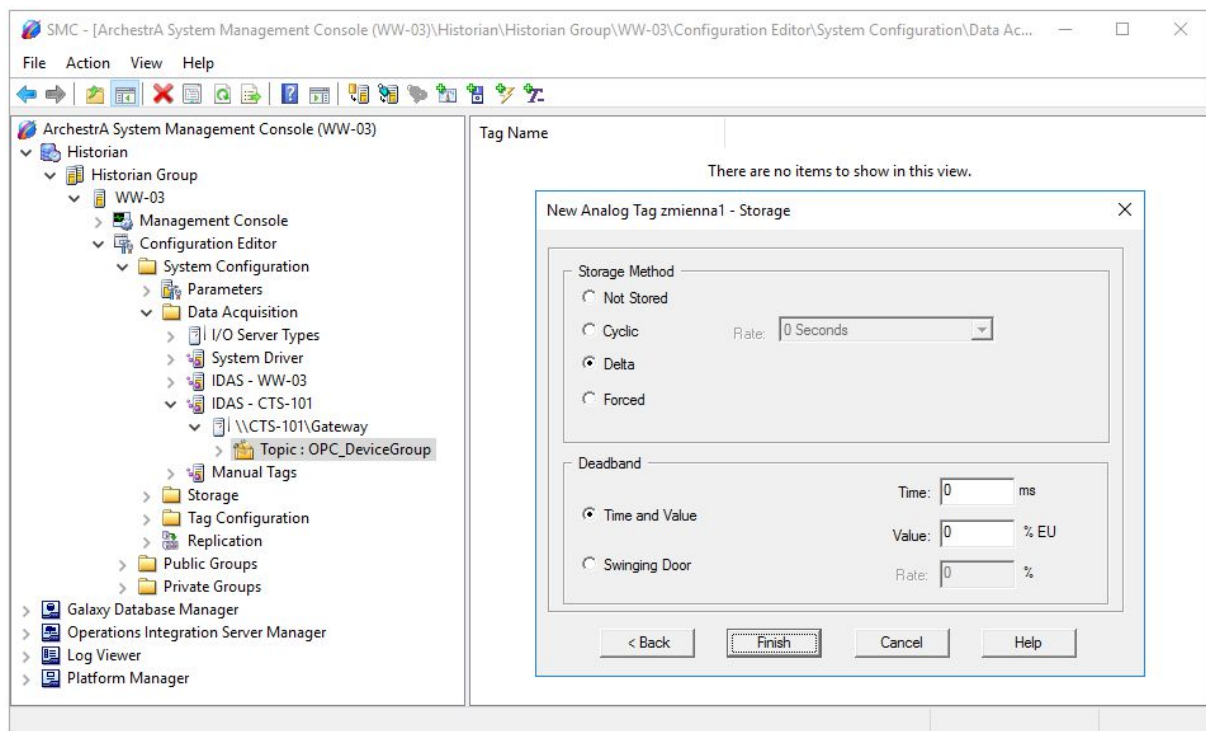 SMC - [ArchestrA System Management Console (WW-03)\Historian\Historian Group\WW-03\Configuration Editor\System Configuration\Data Ac...
File Action View Help
ArchestrA System Management Console (WW-03)
Historian
Historian Group
WW-03
Management Console
Configuration Editor
System Configuration
Parameters
Data Acquisition
I/O Server Types
System Driver
IDAS - WW-03
IDAS - CTS-101
\\CTS-101\Gateway
Topic : OPC_DeviceGroup
Manual Tags
Storage
Tag Configuration
Replication
Public Groups
Private Groups
Galaxy Database Manager
Operations Integration Server Manager
Log Viewer
Platform Manager
Tag Name
There are no items to show in this view.
New Analog Tag zmienna1 - Storage
Storage Method
Not Stored
Cyclic Rate: 0 Seconds
Delta
Forced
Deadband
Time: 0 ms
Time and Value
Value: 0 % EU
Swinging Door
Rate: 0 %
< Back Finish Cancel Help